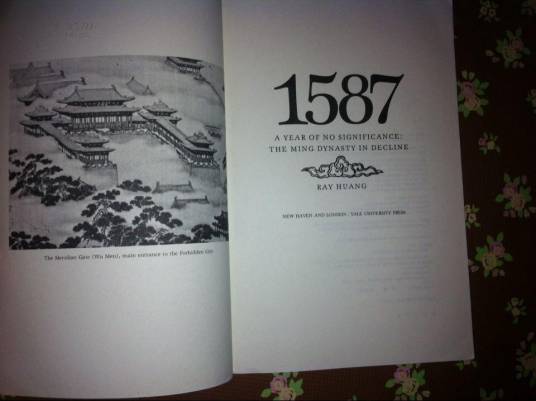 The Meridian Gate (Wu Men), main entrance to the Forbidden City
1587
A YEAR OF NO SIGNIFICANCE:
THE MING DYNASTY IN DECLINE
RAY HUANG
NEW HAVEN AND LONDON · YALE UNIVERSITY PRESS